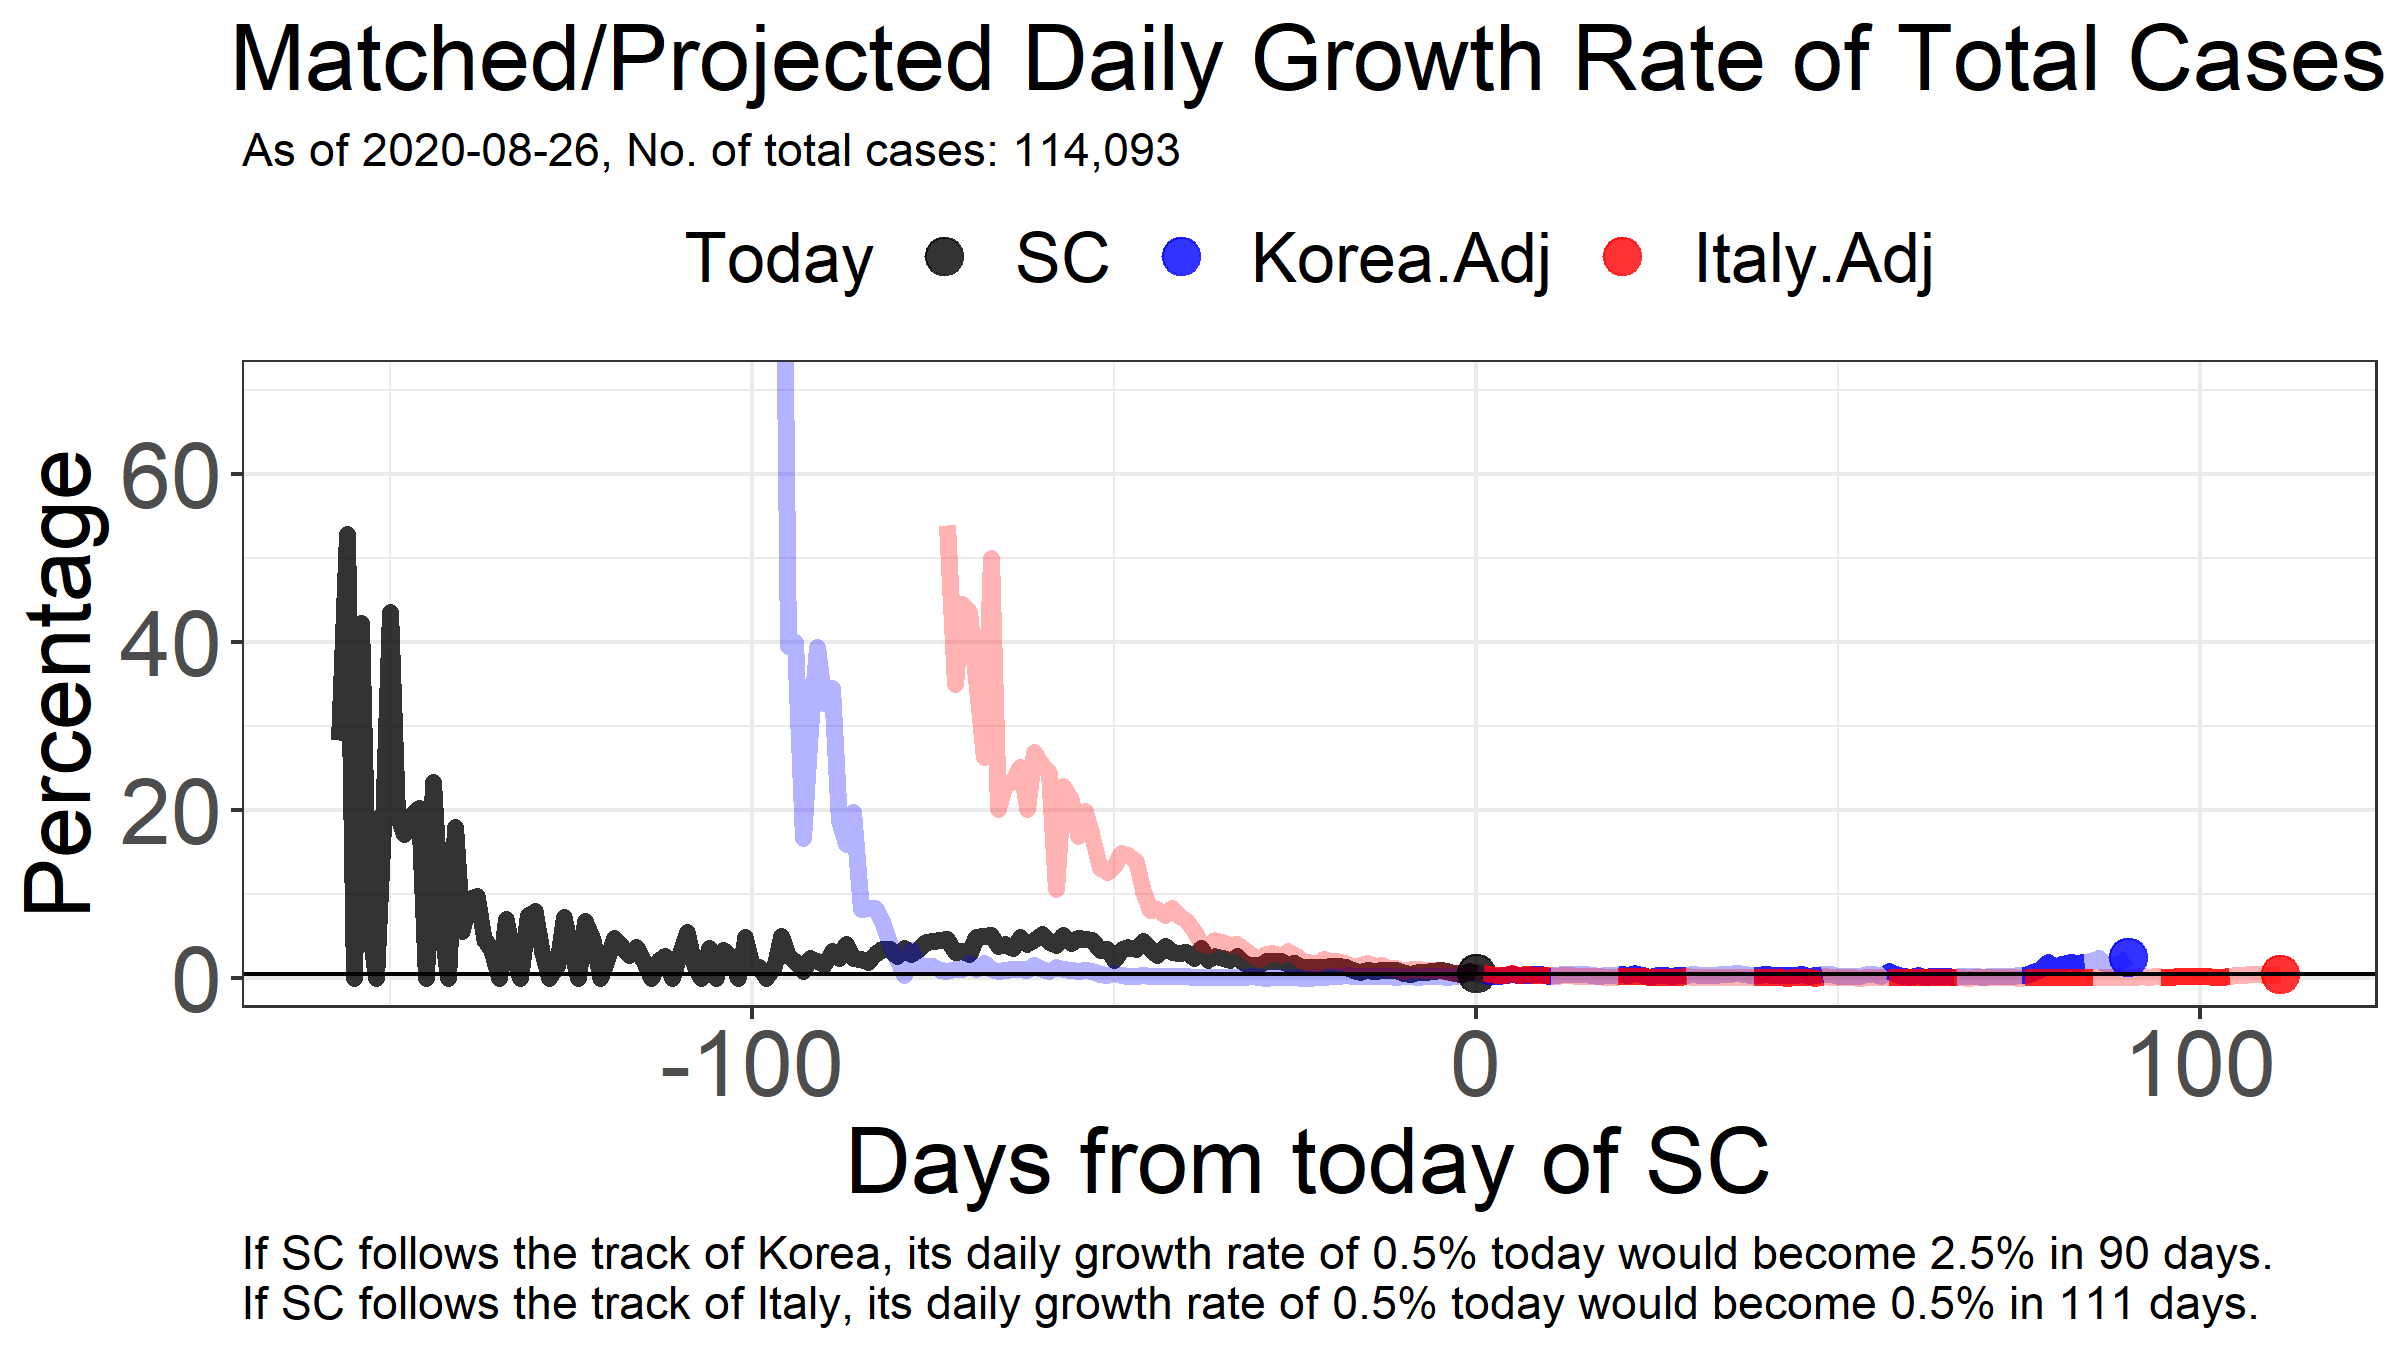 Matched/Projected Daily Growth Rate of Total Cases
As of 2020-08-26, No. of total cases: 114,093
Today SC Korea.Adj Italy.Adj
Percentage
60
40
20
0
-100 0 100
Days from today of SC
If SC follows the track of Korea, its daily growth rate of 0.5% today would become 2.5% in 90 days.
If SC follows the track of Italy, its daily growth rate of 0.5% today would become 0.5% in 111 days.